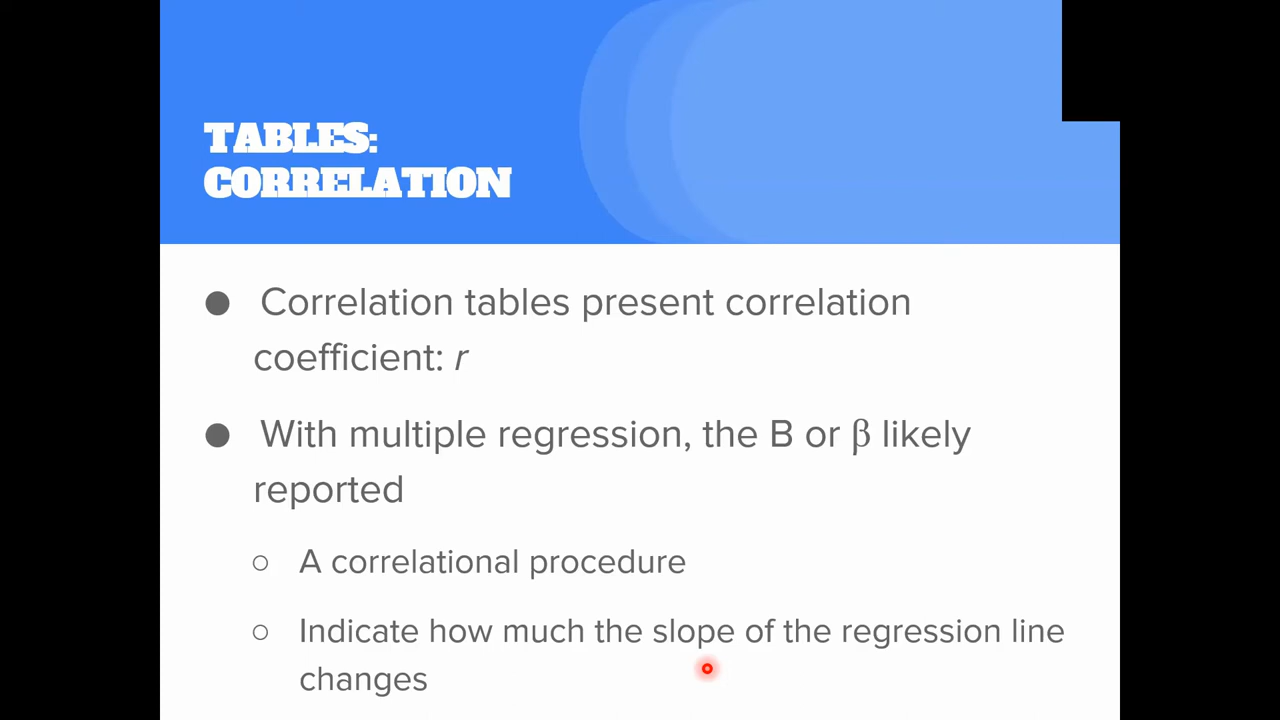 TABLES:
CORRELATION
● Correlation tables present correlation
coefficient: r
● With multiple regression, the B or β likely
reported
○ A correlational procedure
○ Indicate how much the slope of the regression line
changes